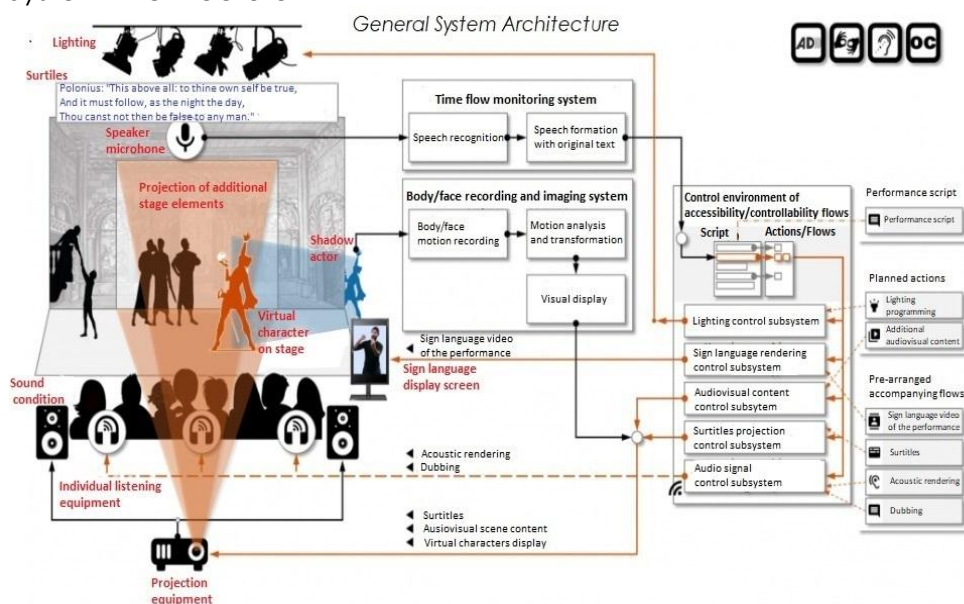 General System Architecture
AD))
OC
Lighting
Surtiles
Polonius: "This above all: to thine own self be true,
And it must follow, as the night the day,
Thou canst not then be false to any man."
Speaker
microhone
Projection of additional
stage elements
Shadow
actor
Virtual
character
on stage
Sound
condition
Individual listening
equipment
Projection
equipment
Time flow monitoring system
Speech recognition
Speech formation
with original text
Body/face recording and imaging system
Body/face
motion recording
Motion analysis
and transformation
Visual display
Sign language video
of the performance
Sign language
display screen
Acoustic rendering
Dubbing
Surtitles
Ausiovisual scene content
Virtual characters display
Control environment of
accessibility/controllability flows
Script
Actions/Flows
Lighting control subsystem
Sign language rendering
control subsystem
Audiovisual content
control subsytem
Surtitles projection
control subsystem
Audio signal
control subsystem
Performance script
Performance script
Planned actions
Lighting
programming
Additional
audiovisual content
Pre-arranged
accompanying flows
Sign language video
of the performance
Surtitles
Acoustic rendering
Dubbing